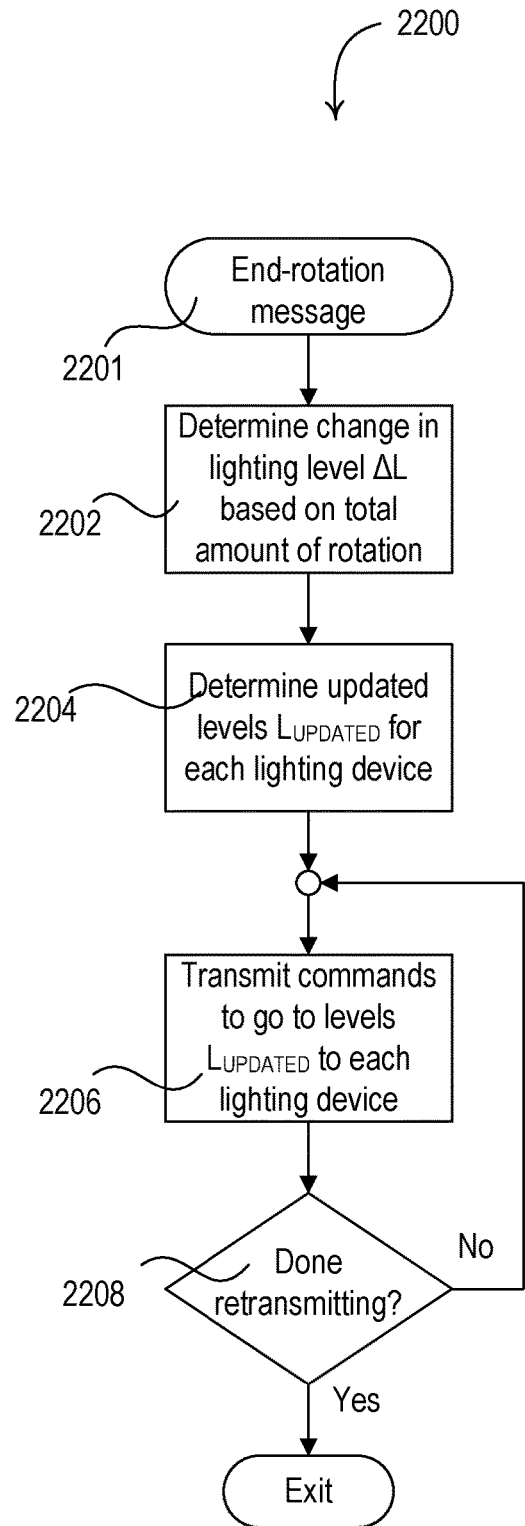 2200
End-rotation
message
2201
Determine change in
lighting level ΔL
based on total
amount of rotation
2202
Determine updated
levels LUPDATED for
each lighting device
2204
Transmit commands
to go to levels
LUPDATED to each
lighting device
2206
Done
retransmitting?
2208
No
Yes
Exit